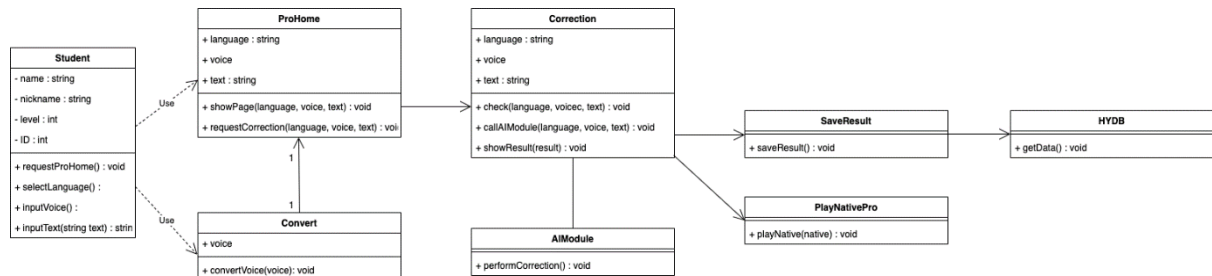 Student
- name : string
- nickname : string
- level : int
- ID : int
+ requestProHome() : void
+ selectLanguage() :
+ inputVoice() :
+ inputText(string text) : strin
Use
Use
ProHome
+ language : string
+ voice
+ text : string
+ showPage(language, voice, text) : void
+ requestCorrection(language, voice, text) : voi
1
1
Convert
+ voice
+ convertVoice(voice): void
Correction
+ language : string
+ voice
+ text : string
+ check(language, voicec, text) : void
+ callAIModule(language, voice, text) : void
+ showResult(result) : void
AIModule
+ performCorrection() : void
SaveResult
+ saveResult() : void
PlayNativePro
+ playNative(native) : void
HYDB
+ getData() : void